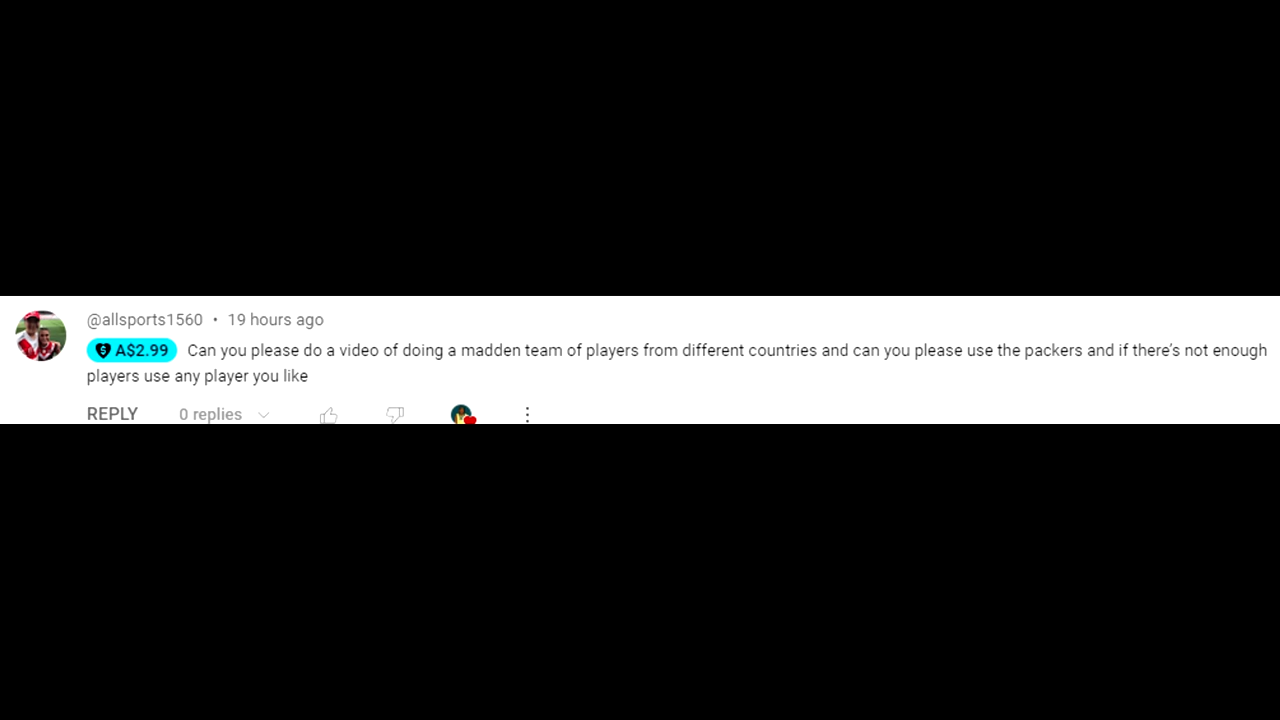 @allsports1560 • 19 hours ago
A$2.99 Can you please do a video of doing a madden team of players from different countries and can you please use the packers and if there’s not enough
players use any player you like
REPLY 0 replies